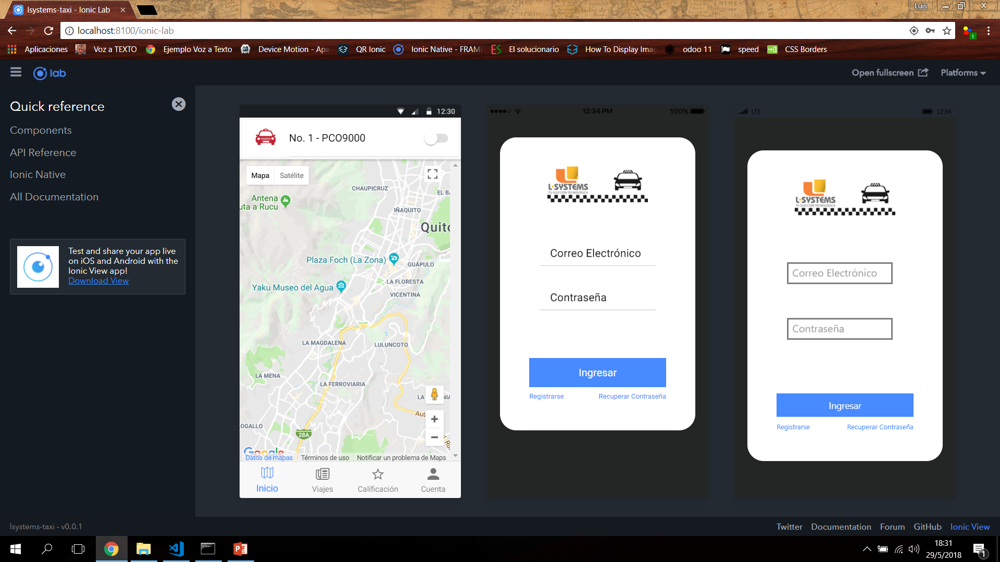 lsystems-taxi - Ionic Lab
Luis
localhost:8100/ionic-lab
1
Aplicaciones
Voz a TEXTO
Ejemplo Voz a Texto
Device Motion - Apa
QR Ionic
Ionic Native - FRAM
El solucionario
How To Display Imag
odoo 11
speed
CSS Borders
lab
Open fullscreen
Platforms
Quick reference
Components
API Reference
Ionic Native
All Documentation
Test and share your app live
on iOS and Android with the
Ionic View app!
Download View
12:30
No. 1 - PCO9000
Mapa
Satélite
CHAUPICRUZ
EL BA
Antena
uta a Rucu
IÑAQUITO
Quito
Plaza Foch (La Zona)
GUÁPULO
LA FLORESTA
Yaku Museo del Agua
VICENTINA
LA MAGDALENA
LULUNCOTO
LA MENA
LA FERROVIARIA
LA
Aut
OGALLO
28A
Ru
Google
Datos de mapas
Términos de uso
Notificar un problema de Maps
Inicio
Viajes
Calificación
Cuenta
12:34 PM
100%
L·SYSTEMS
TU ELECCIÓN TECNOLÓGICA
Correo Electrónico
Contraseña
Ingresar
Registrarse
Recuperar Contraseña
LTE
12:34
L·SYSTEMS
TU ELECCIÓN TECNOLÓGICA
Correo Electrónico
Contraseña
Ingresar
Registrarse
Recuperar Contraseña
lsystems-taxi - v0.0.1
Twitter
Documentation
Forum
GitHub
Ionic View
18:31
29/5/2018
1